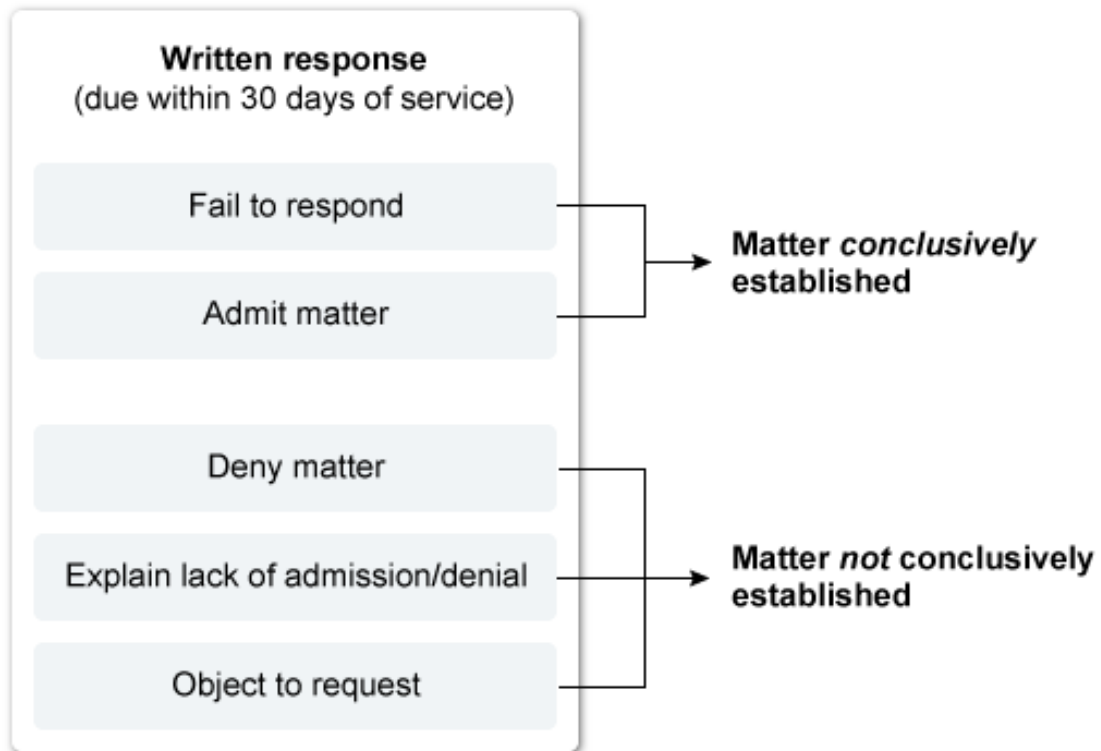 Written response
(due within 30 days of service)
Fail to respond
Admit matter
Matter conclusively
established
Deny matter
Explain lack of admission/denial
Object to request
Matter not conclusively
established